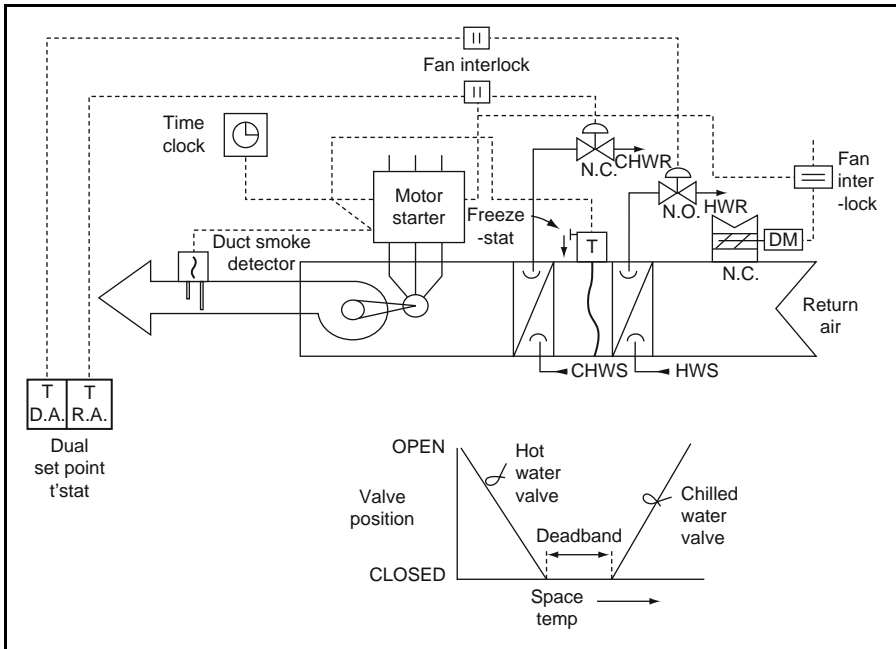 Fan interlock
Time
clock
Motor
starter
Duct smoke
detector
Freeze
-stat
T
N.C.
CHWR
N.O.
HWR
DM
N.C.
Fan
inter
-lock
Return
air
CHWS
HWS
T
D.A.
T
R.A.
Dual
set point
t'stat
OPEN
Valve
position
CLOSED
Hot
water
valve
Deadband
Chilled
water
valve
Space
temp